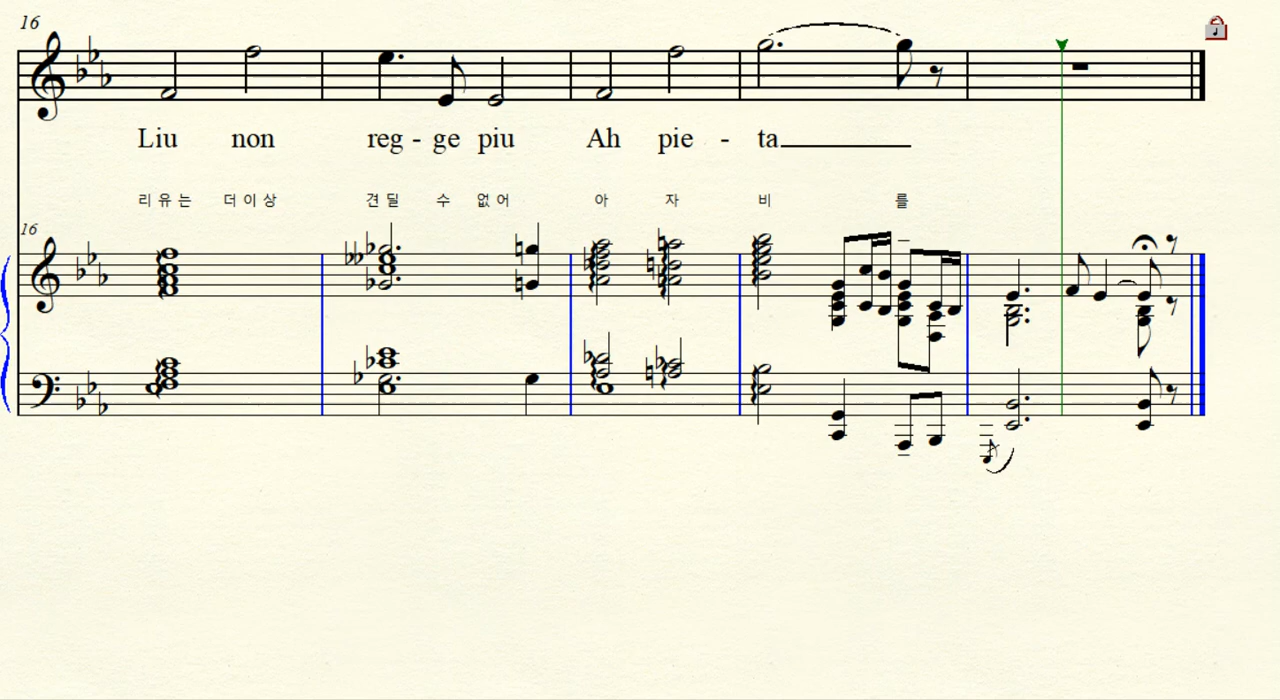 16
Liu non reg - ge piu Ah pie - ta
리 유 는 더 이 상 견 딜 수 없 어 아 자 비 를
16